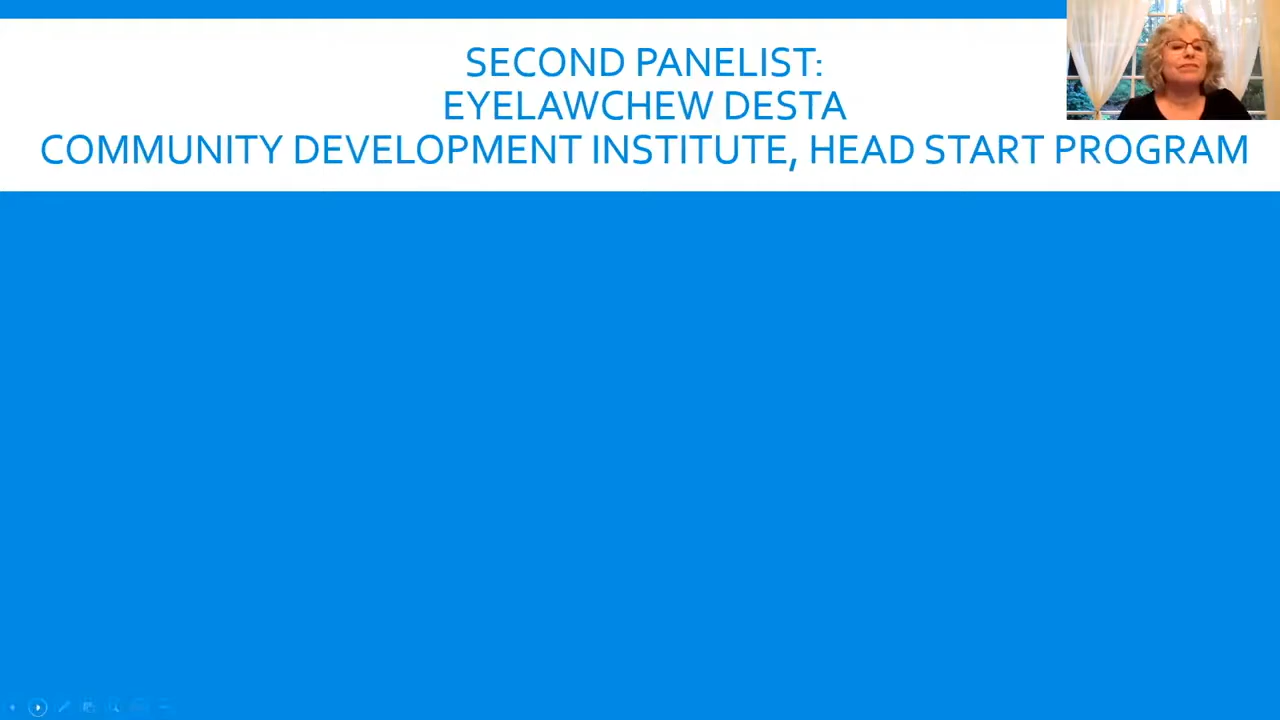 SECOND PANELIST:
EYELAWCHEW DESTA
COMMUNITY DEVELOPMENT INSTITUTE, HEAD START PROGRAM